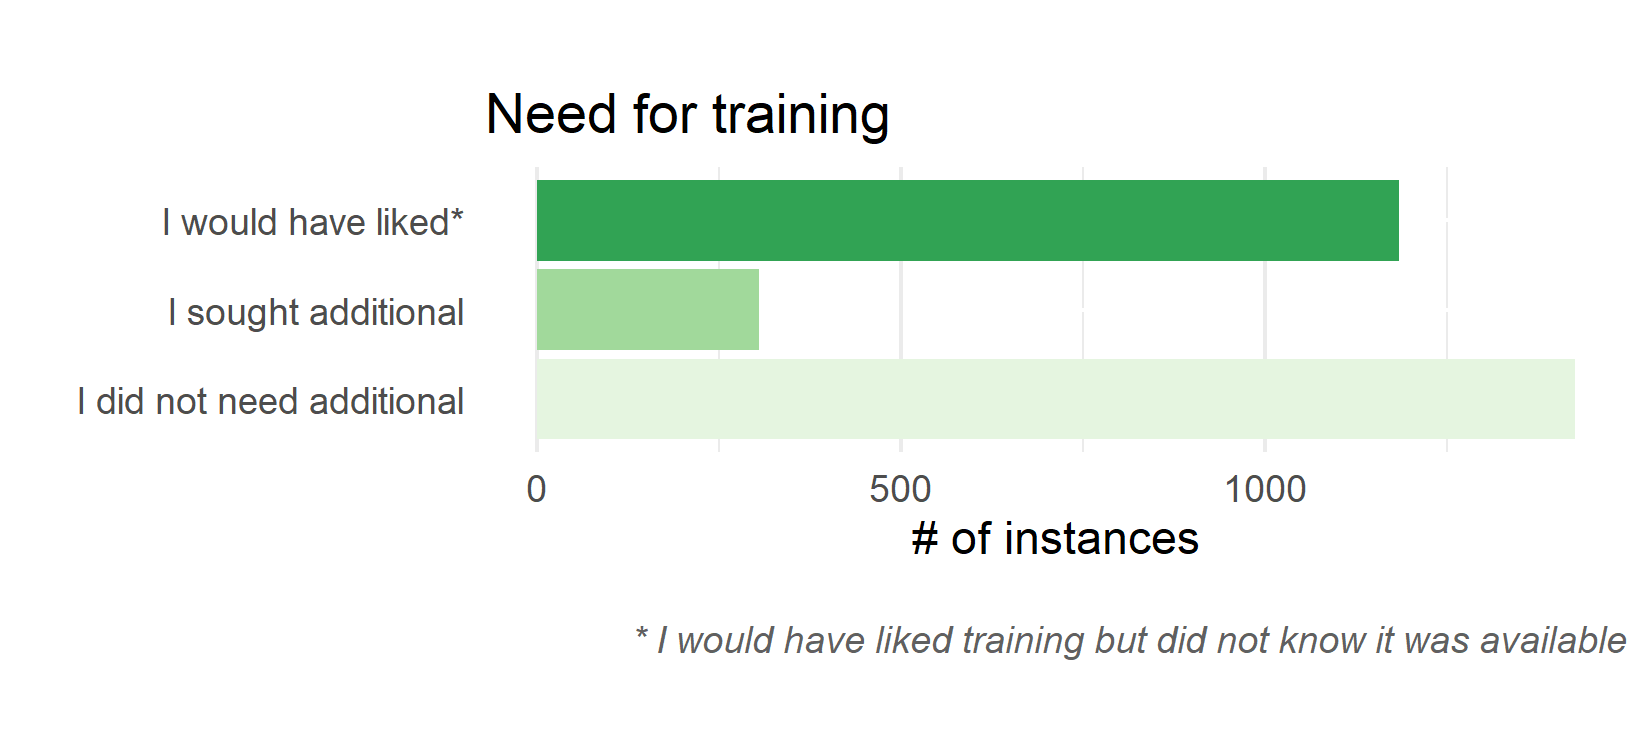 Need for training
I would have liked*
I sought additional
I did not need additional
0 500 1000
# of instances
* I would have liked training but did not know it was available